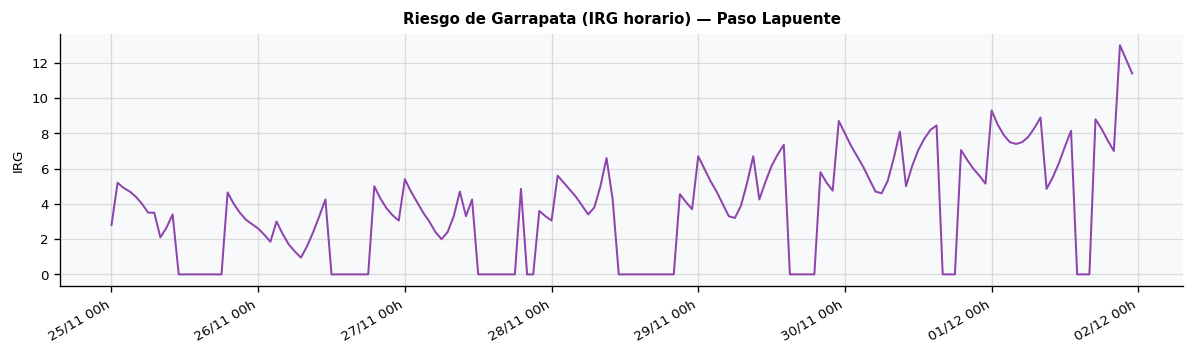 Riesgo de Garrapata (IRG horario) — Paso Lapuente
IRG
12
10
8
6
4
2
0
25/11 00h
26/11 00h
27/11 00h
28/11 00h
29/11 00h
30/11 00h
01/12 00h
02/12 00h